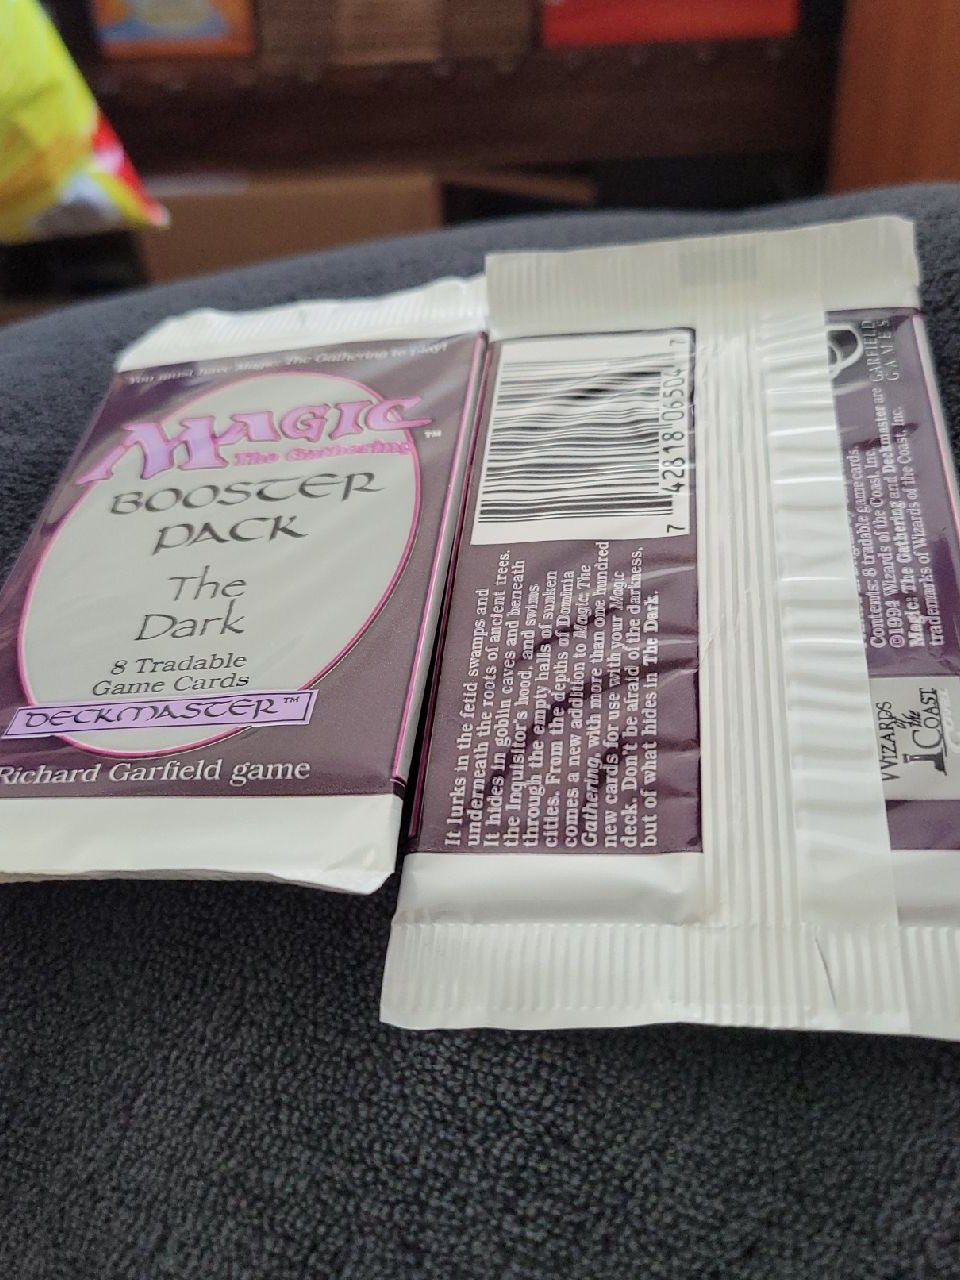 You must have Magic: The Gathering to play!
MAGIC
The Gathering
™
BOOSTER
PACK
The
Dark
8 Tradable
Game Cards
DECKMASTER™
Richard Garfield game
7 42818 06504 7
It lurks in the fetid swamps and
underneath the roots of ancient trees.
It hides in goblin caves and beneath
the Inquisitor's hood, and swims
through the empty halls of sunken
cities. From the depths of Dominia
comes a new addition to Magic: The
Gathering, with more than one hundred
new cards for use with your Magic
deck. Don't be afraid of the darkness,
but of what hides in The Dark.
GARFIELD
GAMES
Contents: 8 tradable game cards.
©1994 Wizards of the Coast, Inc.
Magic: The Gathering and Deckmaster are
trademarks of Wizards of the Coast, Inc.
WIZARDS
of the
COAST